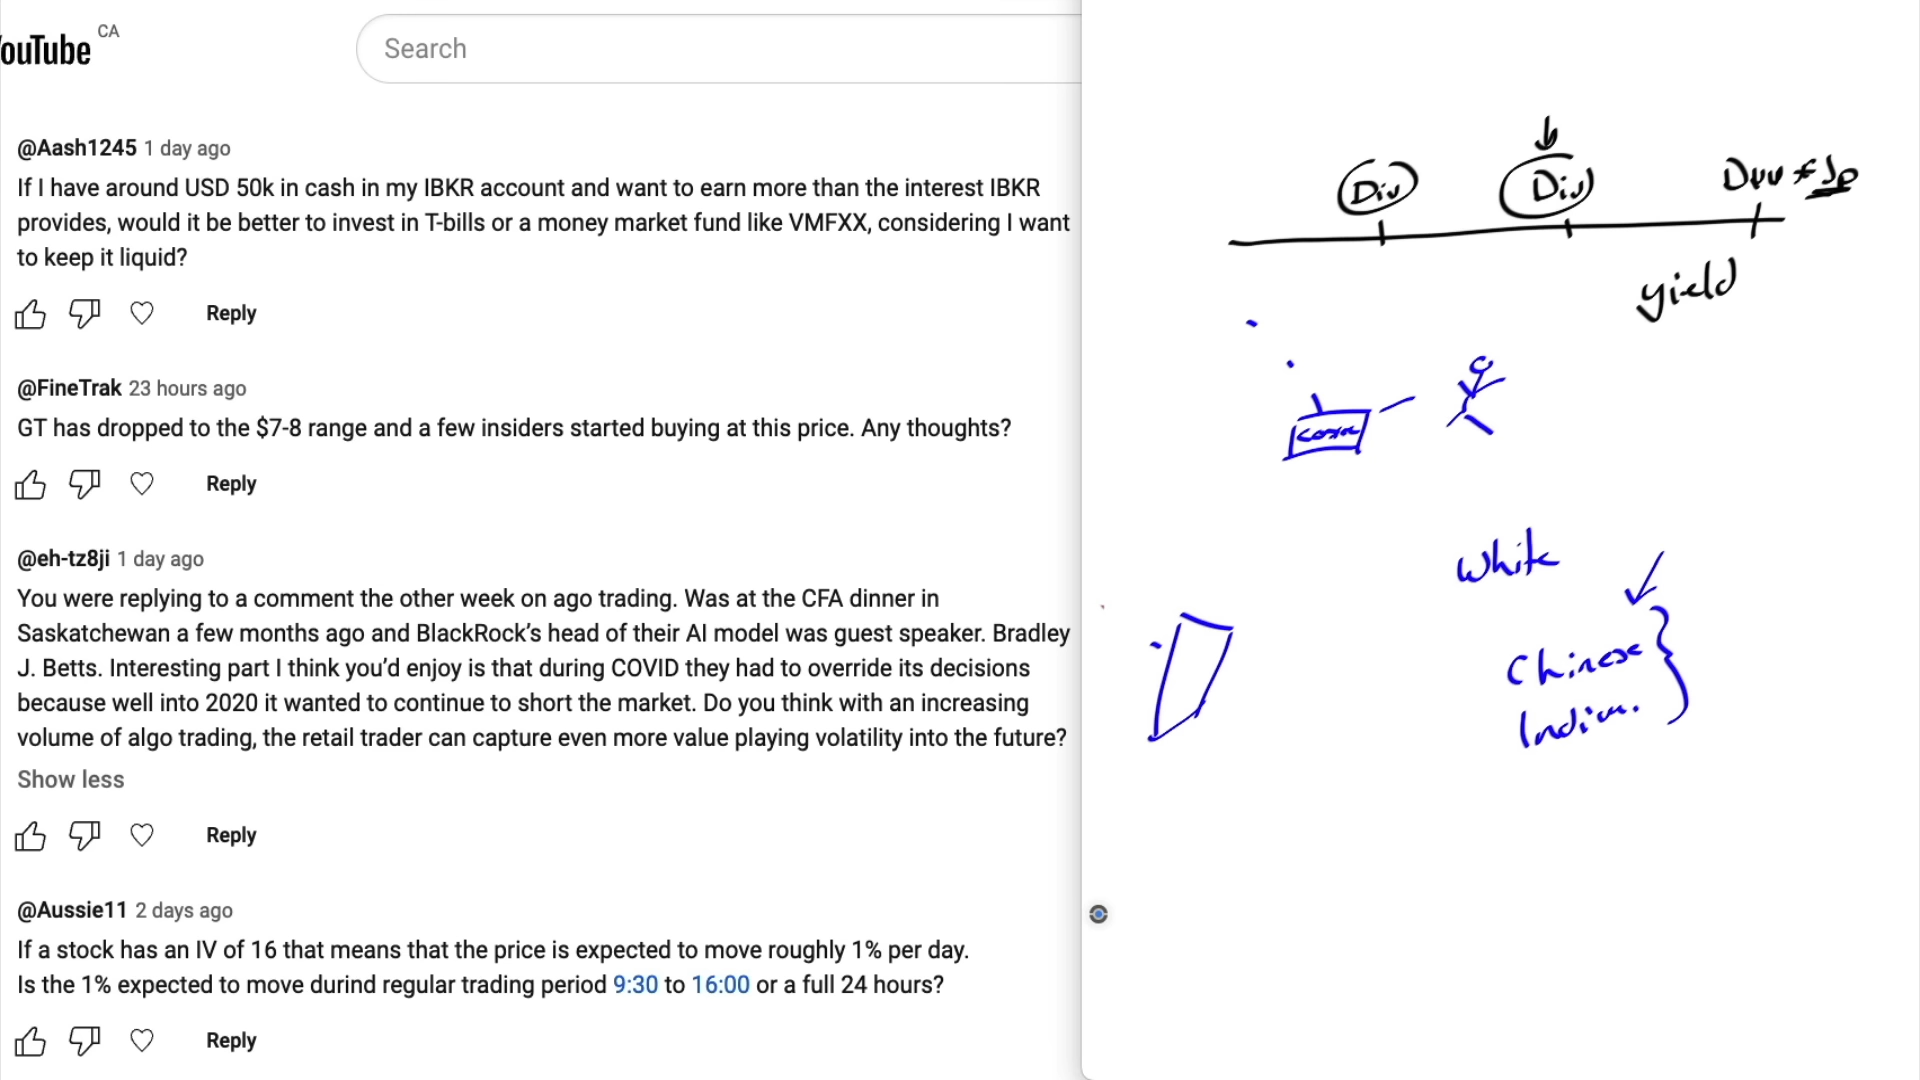 ouTube CA
Search
@Aash1245 1 day ago
If I have around USD 50k in cash in my IBKR account and want to earn more than the interest IBKR
provides, would it be better to invest in T-bills or a money market fund like VMFXX, considering I want
to keep it liquid?
Reply
@FineTrak 23 hours ago
GT has dropped to the $7-8 range and a few insiders started buying at this price. Any thoughts?
Reply
@eh-tz8ji 1 day ago
You were replying to a comment the other week on ago trading. Was at the CFA dinner in
Saskatchewan a few months ago and BlackRock’s head of their AI model was guest speaker. Bradley
J. Betts. Interesting part I think you’d enjoy is that during COVID they had to override its decisions
because well into 2020 it wanted to continue to short the market. Do you think with an increasing
volume of algo trading, the retail trader can capture even more value playing volatility into the future?
Show less
Reply
@Aussie11 2 days ago
If a stock has an IV of 16 that means that the price is expected to move roughly 1% per day.
Is the 1% expected to move durind regular trading period 9:30 to 16:00 or a full 24 hours?
Reply
Div Div
yield
White
Chinese
Indian.